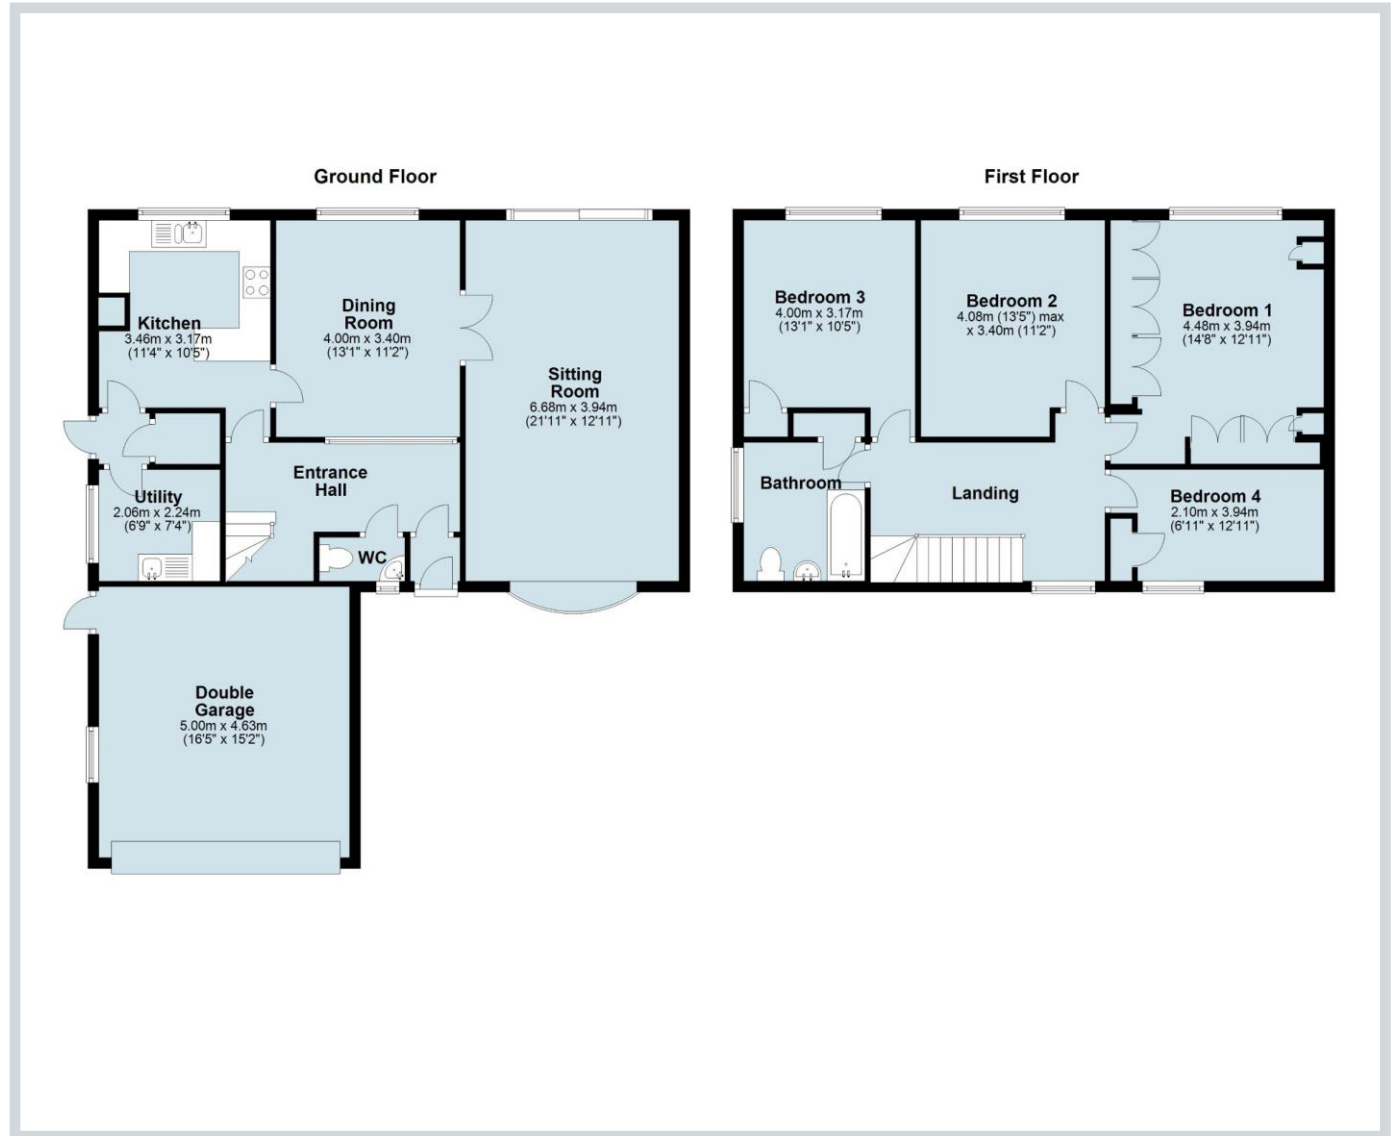 Ground Floor
Kitchen
3.46m x 3.17m
(11'4" x 10'5")
Dining
Room
4.00m x 3.40m
(13'1" x 11'2")
Sitting
Room
6.68m x 3.94m
(21'11" x 12'11")
Entrance
Hall
Utility
2.06m x 2.24m
(6'9" x 7'4")
WC
Double
Garage
5.00m x 4.63m
(16'5" x 15'2")
First Floor
Bedroom 3
4.00m x 3.17m
(13'1" x 10'5")
Bedroom 2
4.08m (13'5") max
x 3.40m (11'2")
Bedroom 1
4.48m x 3.94m
(14'8" x 12'11")
Bathroom
Landing
Bedroom 4
2.10m x 3.94m
(6'11" x 12'11")